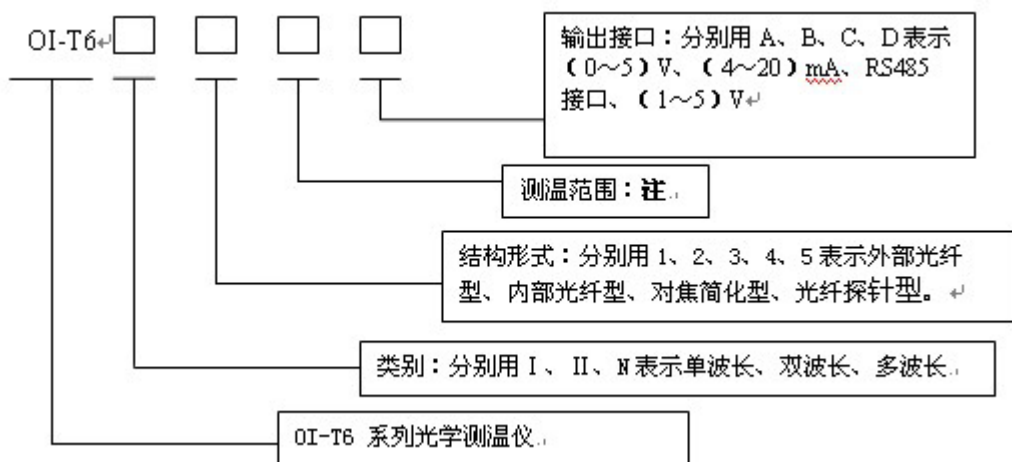 OI-T6
输出接口：分别用 A、B、C、D 表示
（0～5）V、（4～20）mA、RS485
接口、（1～5）V
测温范围：注
结构形式：分别用 1、2、3、4、5 表示外部光纤
型、内部光纤型、对焦简化型、光纤探针型。
类别：分别用 I 、II、N 表示单波长、双波长、多波长
OI-T6 系列光学测温仪